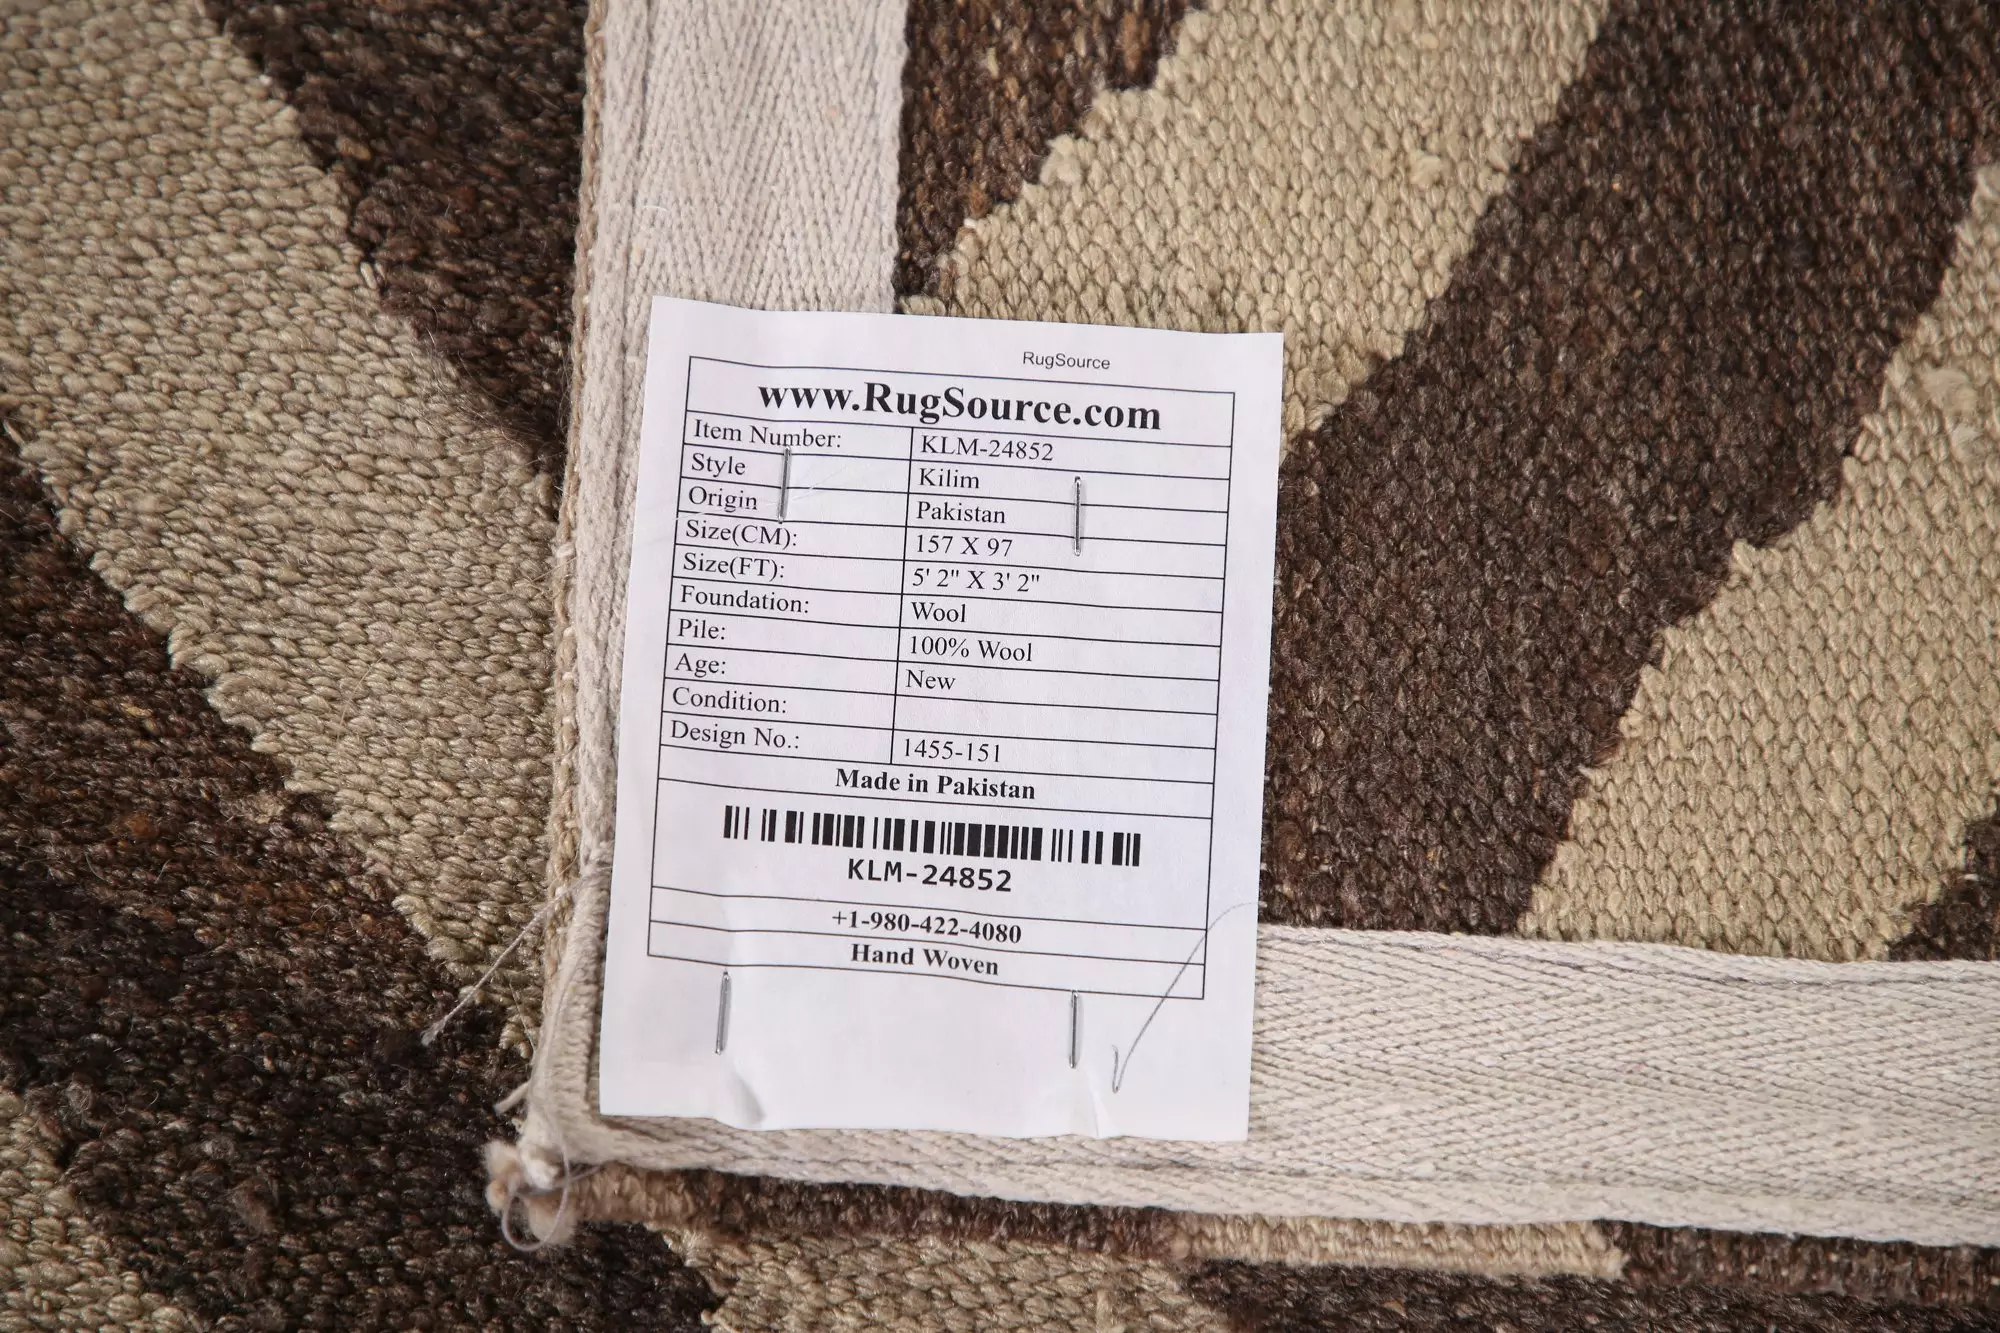 RugSource
www.RugSource.com
Item Number: KLM-24852
Style Kilim
Origin Pakistan
Size(CM): 157 X 97
Size(FT): 5' 2" X 3' 2"
Foundation: Wool
Pile: 100% Wool
Age: New
Condition:
Design No.: 1455-151
Made in Pakistan
KLM-24852
+1-980-422-4080
Hand Woven